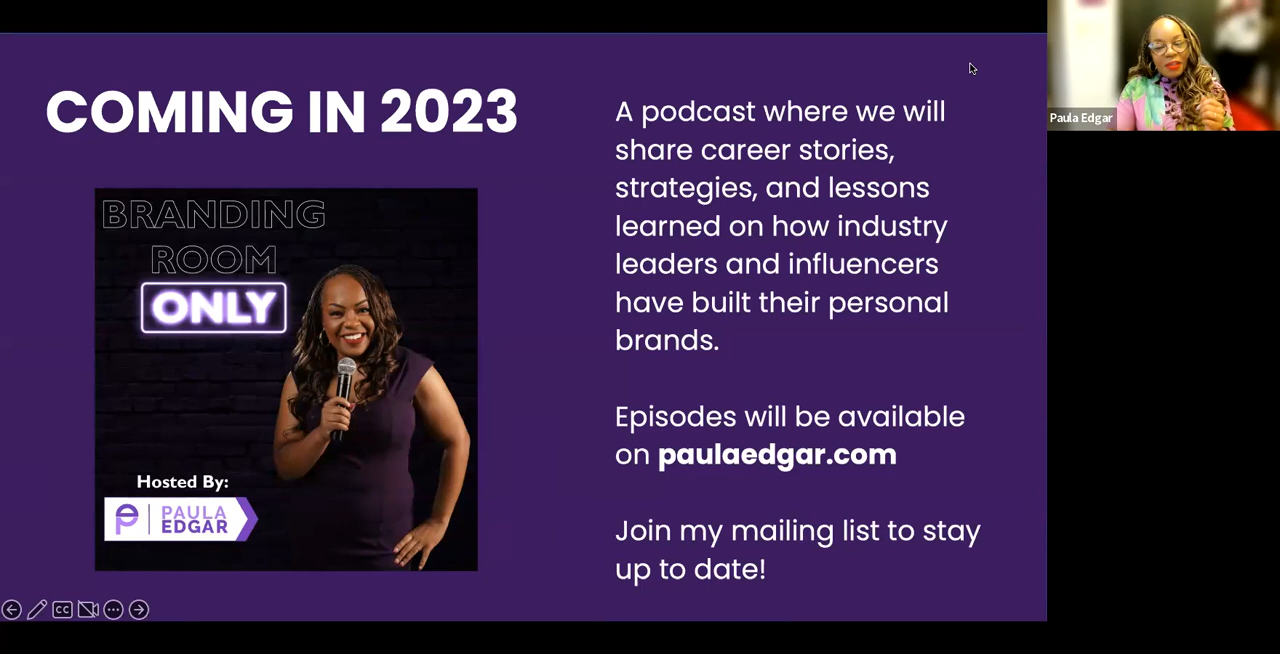 COMING IN 2023
BRANDING
ROOM
ONLY
Hosted By:
PAULA
EDGAR
A podcast where we will
share career stories,
strategies, and lessons
learned on how industry
leaders and influencers
have built their personal
brands.
Episodes will be available
on paulaedgar.com
Join my mailing list to stay
up to date!
CC
Paula Edgar